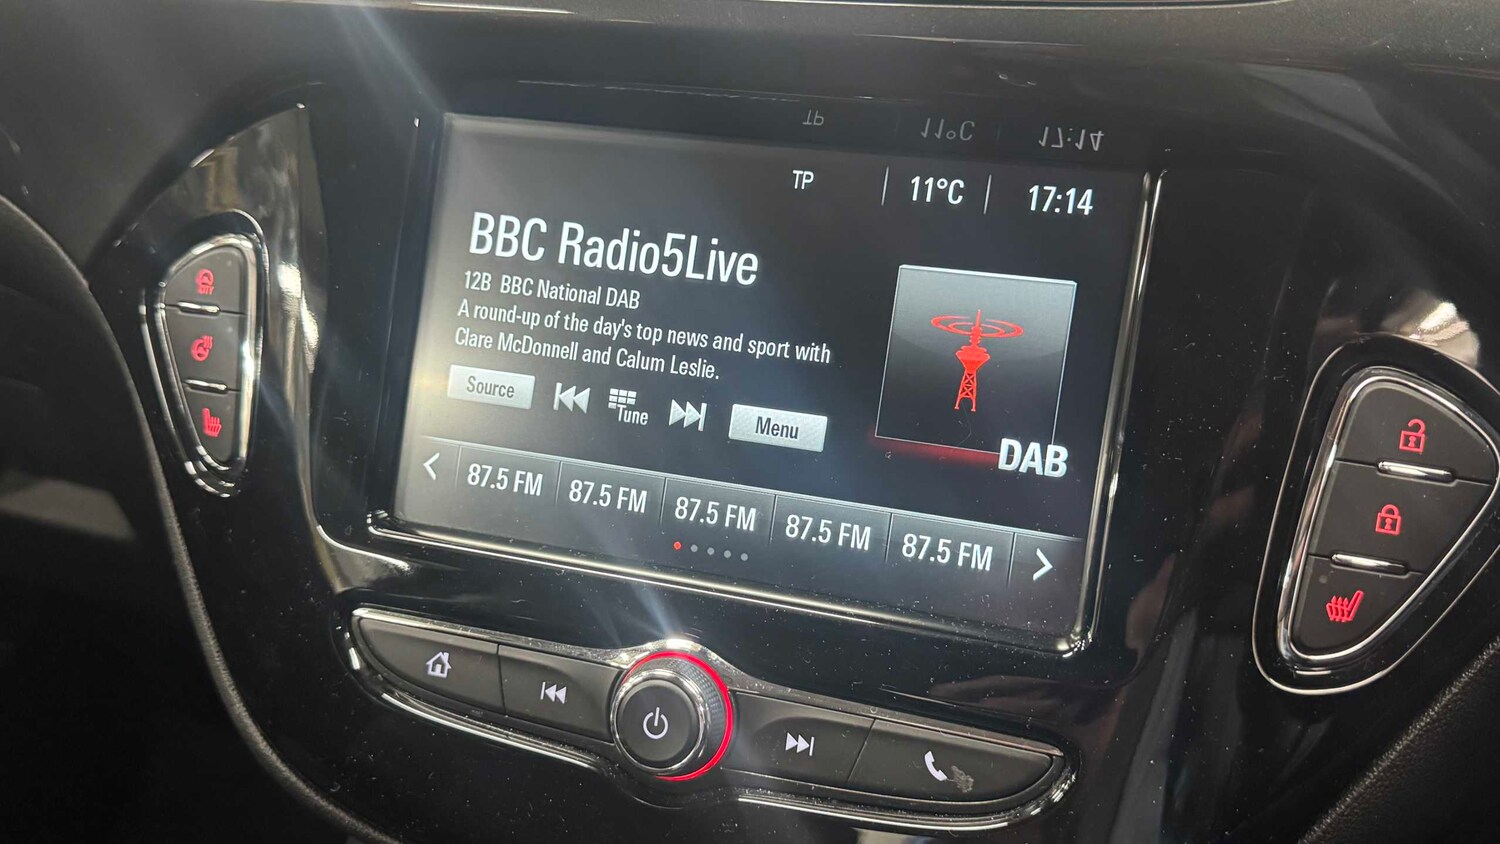 TP 11°C 17:14
BBC Radio5Live
12B BBC National DAB
A round-up of the day's top news and sport with
Clare McDonnell and Calum Leslie.
DAB
Source Tune Menu
87.5 FM 87.5 FM 87.5 FM 87.5 FM 87.5 FM